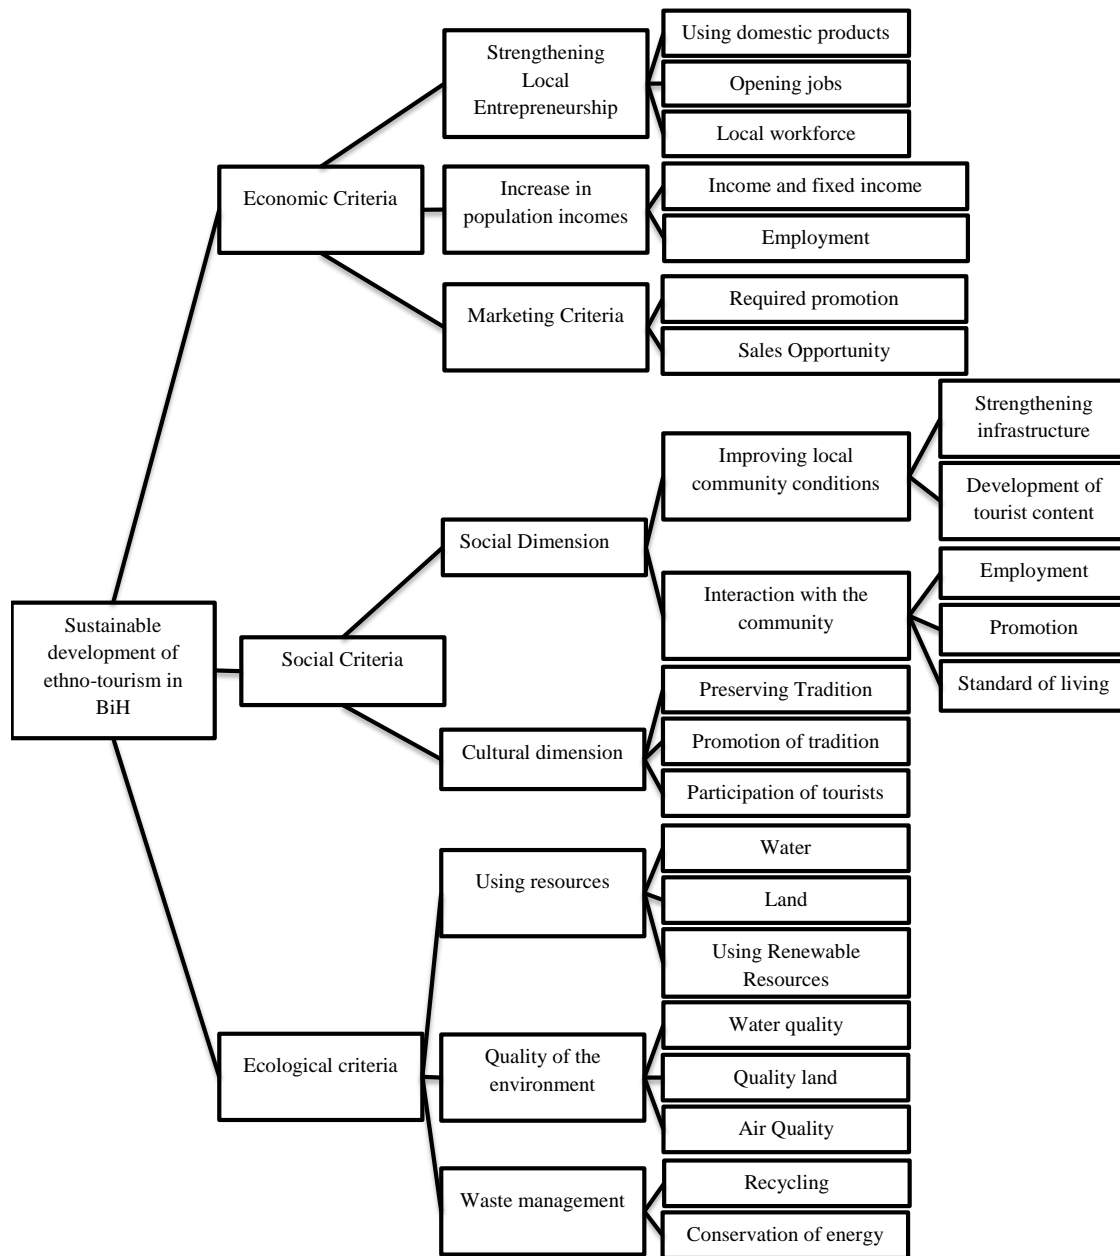 Sustainable
development of
ethno-tourism in
BiH
Economic Criteria
Strengthening
Local
Entrepreneurship
Using domestic products
Opening jobs
Local workforce
Increase in
population incomes
Income and fixed income
Employment
Marketing Criteria
Required promotion
Sales Opportunity
Social Criteria
Social Dimension
Improving local
community conditions
Strengthening
infrastructure
Development of
tourist content
Interaction with the
community
Employment
Promotion
Standard of living
Cultural dimension
Preserving Tradition
Promotion of tradition
Participation of tourists
Ecological criteria
Using resources
Water
Land
Using Renewable
Resources
Quality of the
environment
Water quality
Quality land
Air Quality
Waste management
Recycling
Conservation of energy